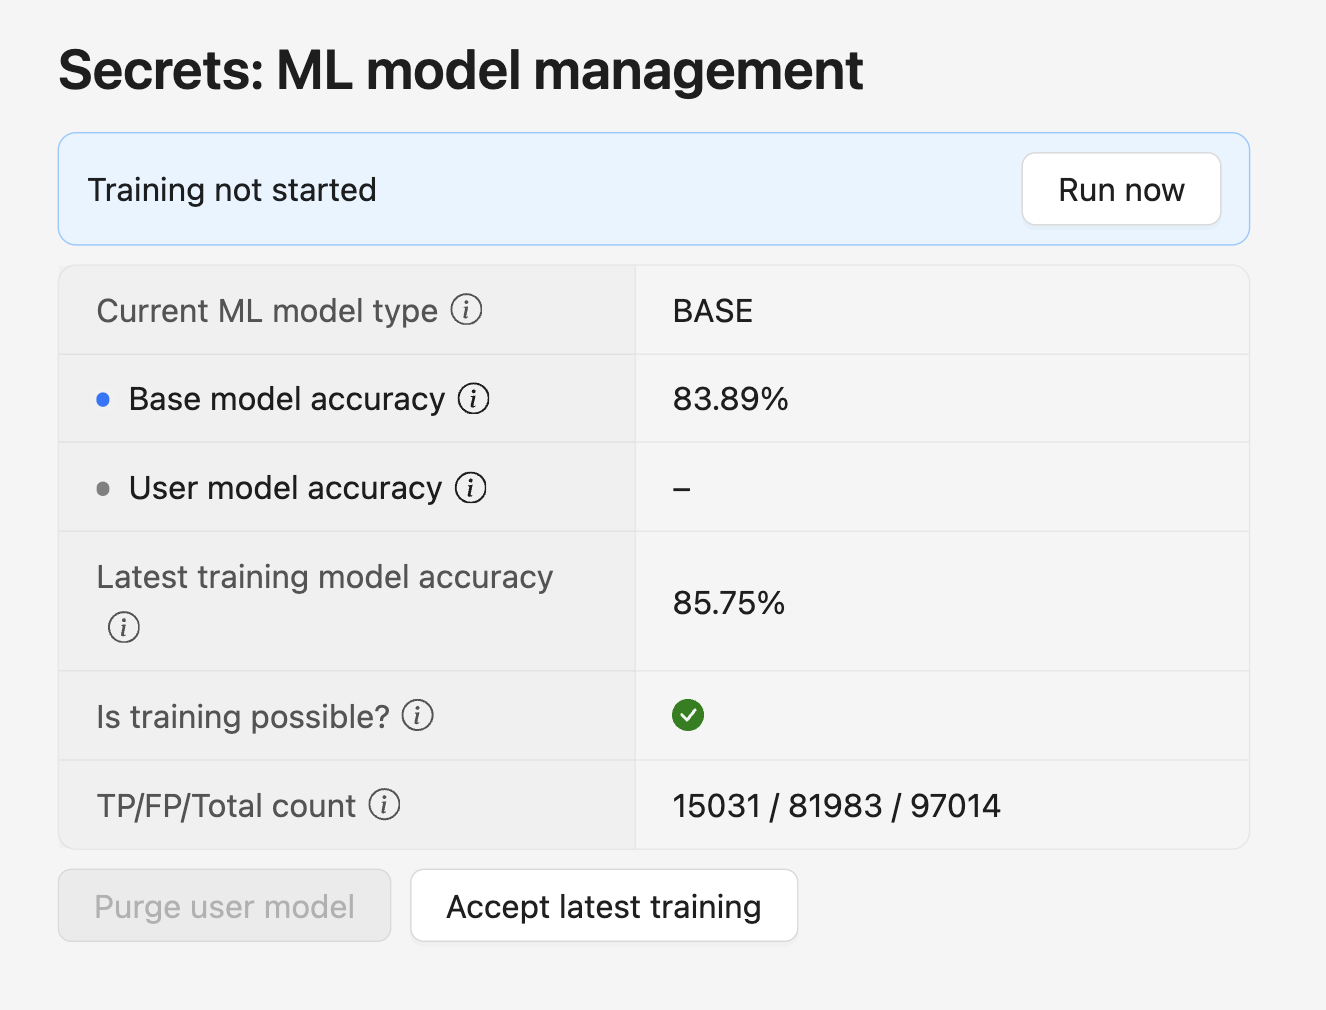 Secrets: ML model management
Training not started
Run now
Current ML model type
BASE
Base model accuracy
83.89%
User model accuracy
–
Latest training model accuracy
85.75%
Is training possible?
TP/FP/Total count
15031 / 81983 / 97014
Purge user model
Accept latest training